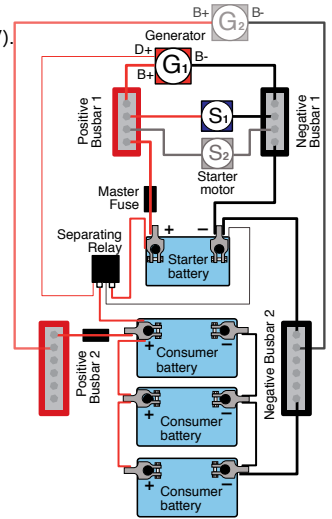 B+
G2
B-
').
Generator
D+
G1
B-
B+
Positive
Busbar 1
S1
S2
Negative
Busbar 1
Starter
motor
Master
Fuse
+
−
Separating
Relay
Starter
battery
+
−
Consumer
battery
Positive
Busbar 2
Negative Busbar 2
+
−
Consumer
battery
+
−
Consumer
battery